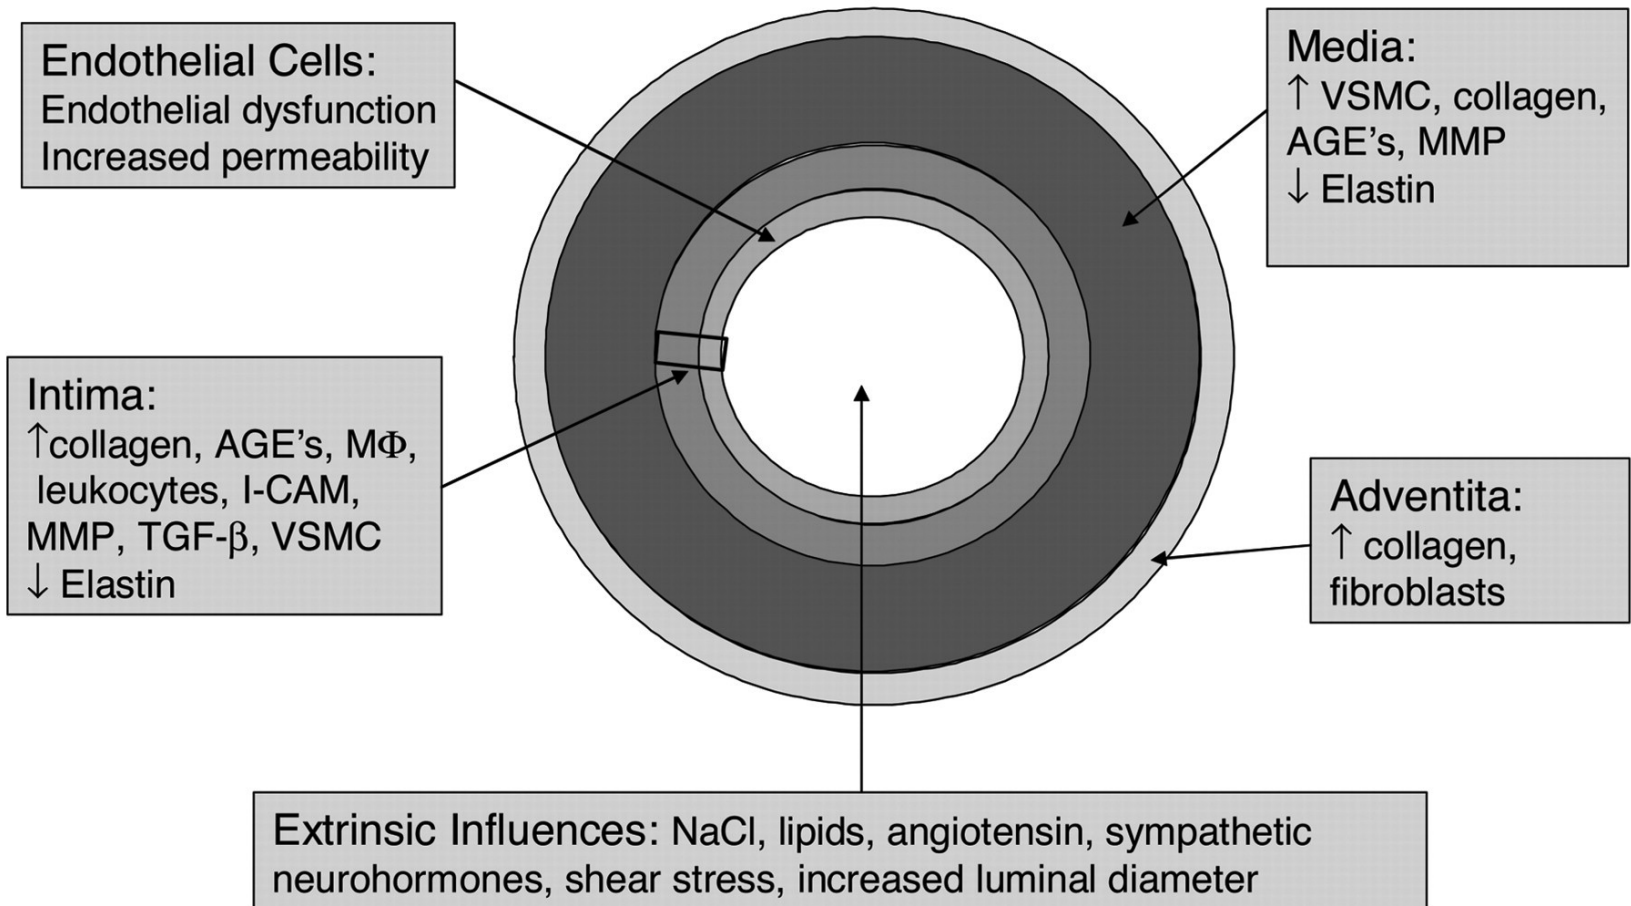 Endothelial Cells:
Endothelial dysfunction
Increased permeability
Media:
↑ VSMC, collagen,
AGE’s, MMP
↓ Elastin
Intima:
↑collagen, AGE’s, MΦ,
leukocytes, I-CAM,
MMP, TGF-β, VSMC
↓ Elastin
Adventita:
↑ collagen,
fibroblasts
Extrinsic Influences: NaCl, lipids, angiotensin, sympathetic
neurohormones, shear stress, increased luminal diameter